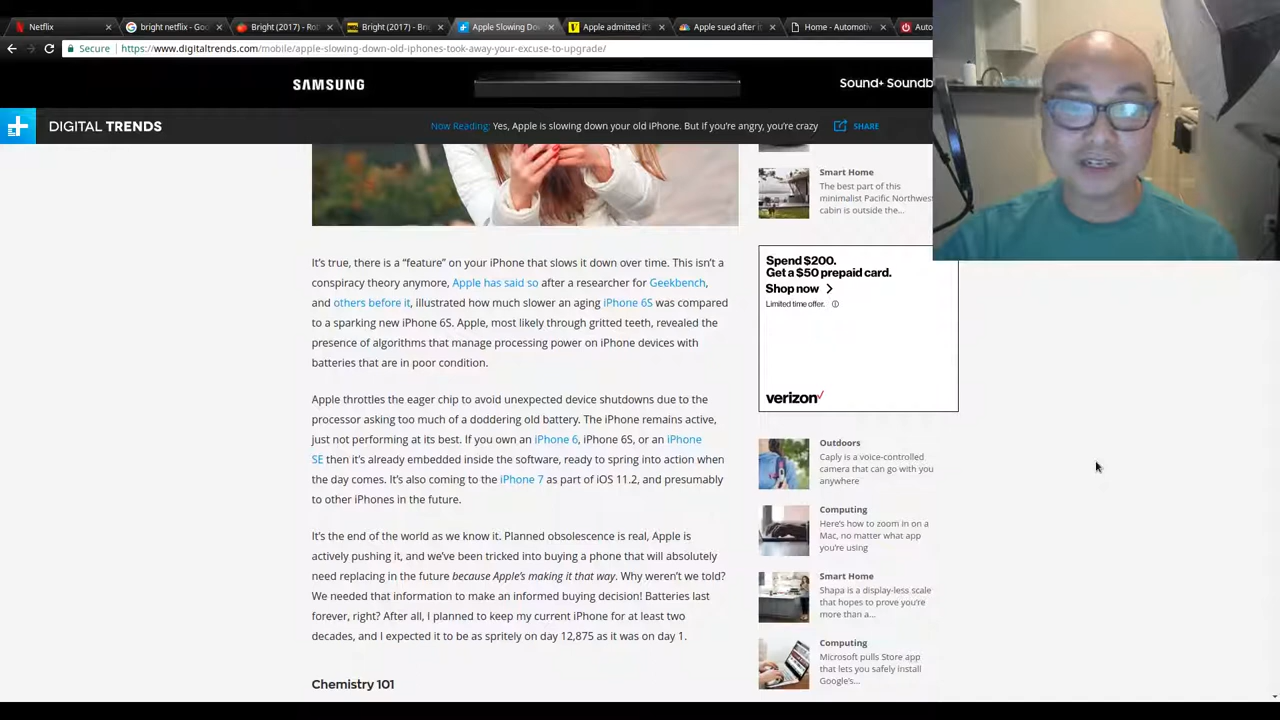 Netflix
bright netflix - Goo
Bright (2017) - Ro
Bright (2017) - Bri
Apple Slowing Do
Apple admitted it's
Apple sued after it
Home - Automotiv
Auto
Secure
https://www.digitaltrends.com/mobile/apple-slowing-down-old-iphones-took-away-your-excuse-to-upgrade/
SAMSUNG
Sound+ Soundb
DIGITAL TRENDS
Now Reading: Yes, Apple is slowing down your old iPhone. But if you're angry, you're crazy
SHARE
It's true, there is a “feature” on your iPhone that slows it down over time. This isn't a
conspiracy theory anymore, Apple has said so after a researcher for Geekbench,
and others before it, illustrated how much slower an aging iPhone 6S was compared
to a sparking new iPhone 6S. Apple, most likely through gritted teeth, revealed the
presence of algorithms that manage processing power on iPhone devices with
batteries that are in poor condition.
Apple throttles the eager chip to avoid unexpected device shutdowns due to the
processor asking too much of a doddering old battery. The iPhone remains active,
just not performing at its best. If you own an iPhone 6, iPhone 6S, or an iPhone
SE then it's already embedded inside the software, ready to spring into action when
the day comes. It's also coming to the iPhone 7 as part of iOS 11.2, and presumably
to other iPhones in the future.
It's the end of the world as we know it. Planned obsolescence is real, Apple is
actively pushing it, and we've been tricked into buying a phone that will absolutely
need replacing in the future because Apple's making it that way. Why weren't we told?
We needed that information to make an informed buying decision! Batteries last
forever, right? After all, I planned to keep my current iPhone for at least two
decades, and I expected it to be as spritely on day 12,875 as it was on day 1.
Chemistry 101
Smart Home
The best part of this
minimalist Pacific Northwest
cabin is outside the...
Spend $200.
Get a $50 prepaid card.
Shop now
Limited time offer.
verizon
Outdoors
Caply is a voice-controlled
camera that can go with you
anywhere
Computing
Here's how to zoom in on a
Mac, no matter what app
you're using
Smart Home
Shapa is a display-less scale
that hopes to prove you're
more than a...
Computing
Microsoft pulls Store app
that lets you safely install
Google's...